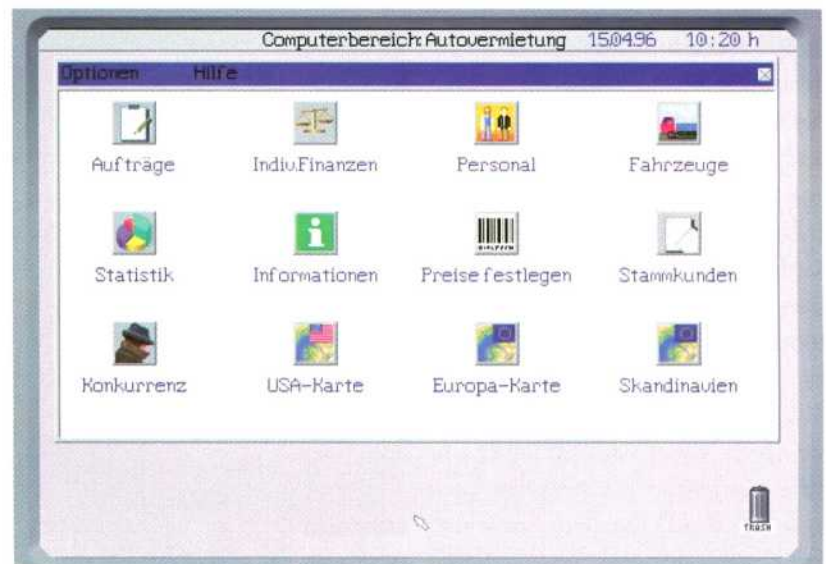 Computerbereich: Autovermietung 15.04.96 10:20 h
Optionen Hilfe
Aufträge Indiv.Finanzen Personal Fahrzeuge
Statistik Informationen Preise festlegen Stammkunden
Konkurrenz USA-Karte Europa-Karte Skandinavien
TRASH